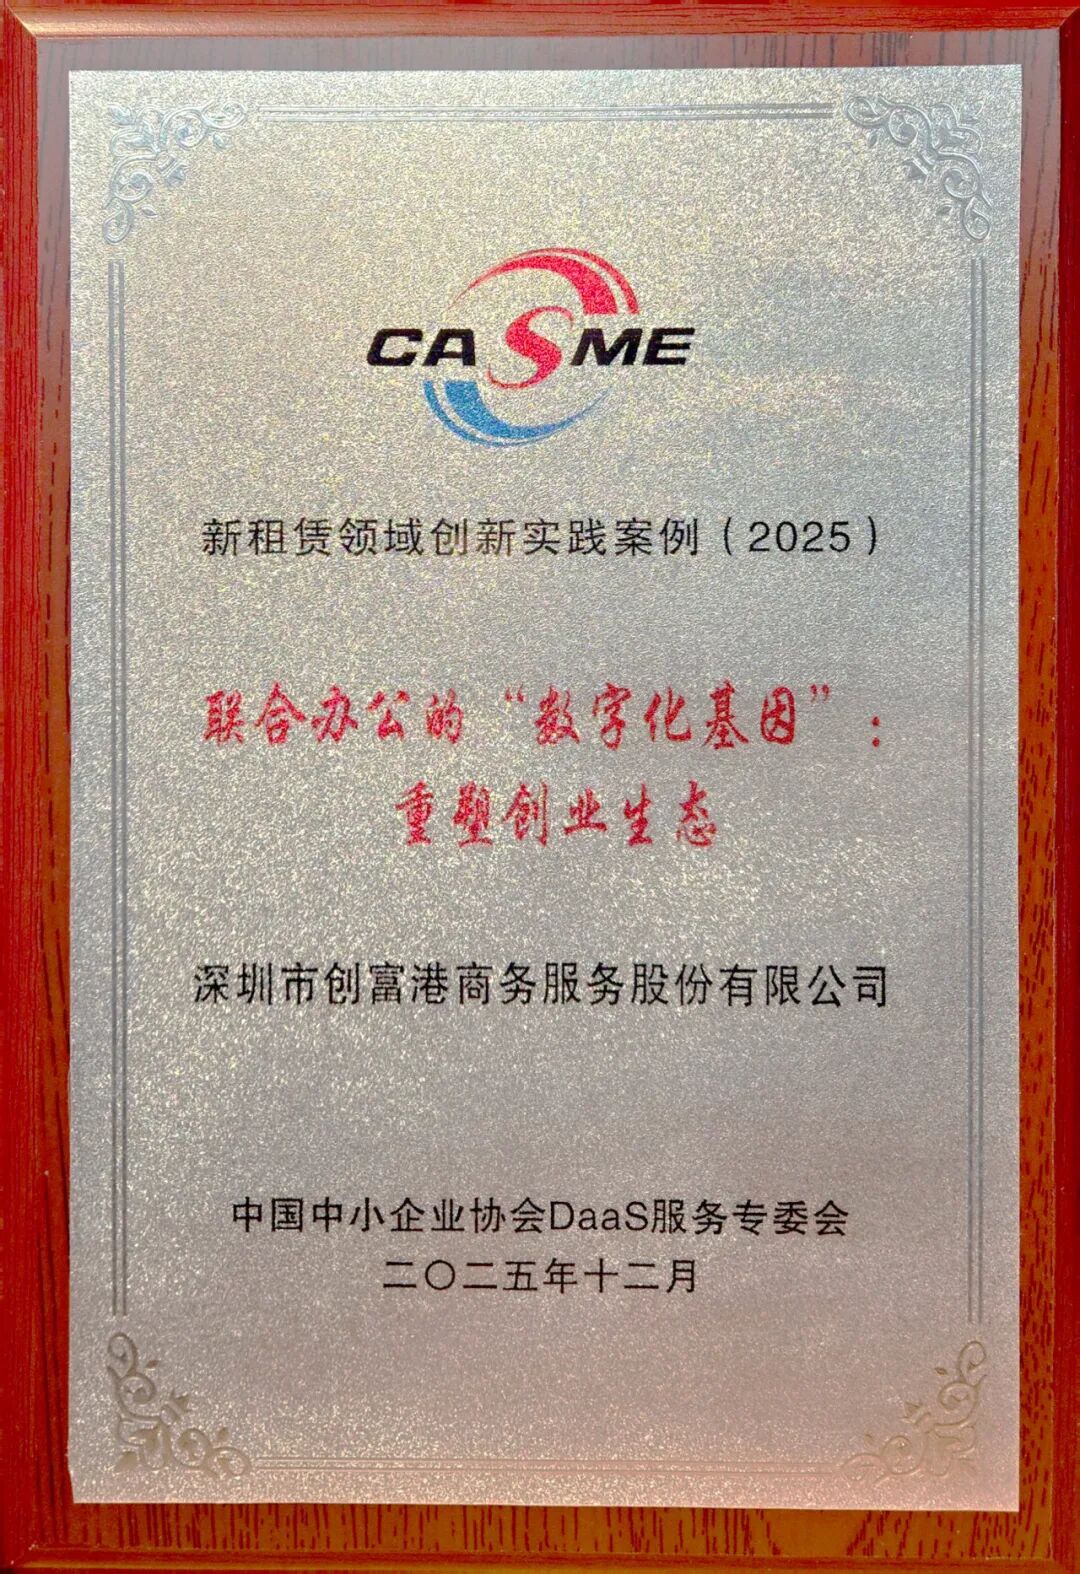 CASME
新租赁领域创新实践案例（2025）
联合办公的“数字化基因”：
重塑创业生态
深圳市创富港商务服务股份有限公司
中国中小企业协会DaaS服务专委会
二〇二五年十二月